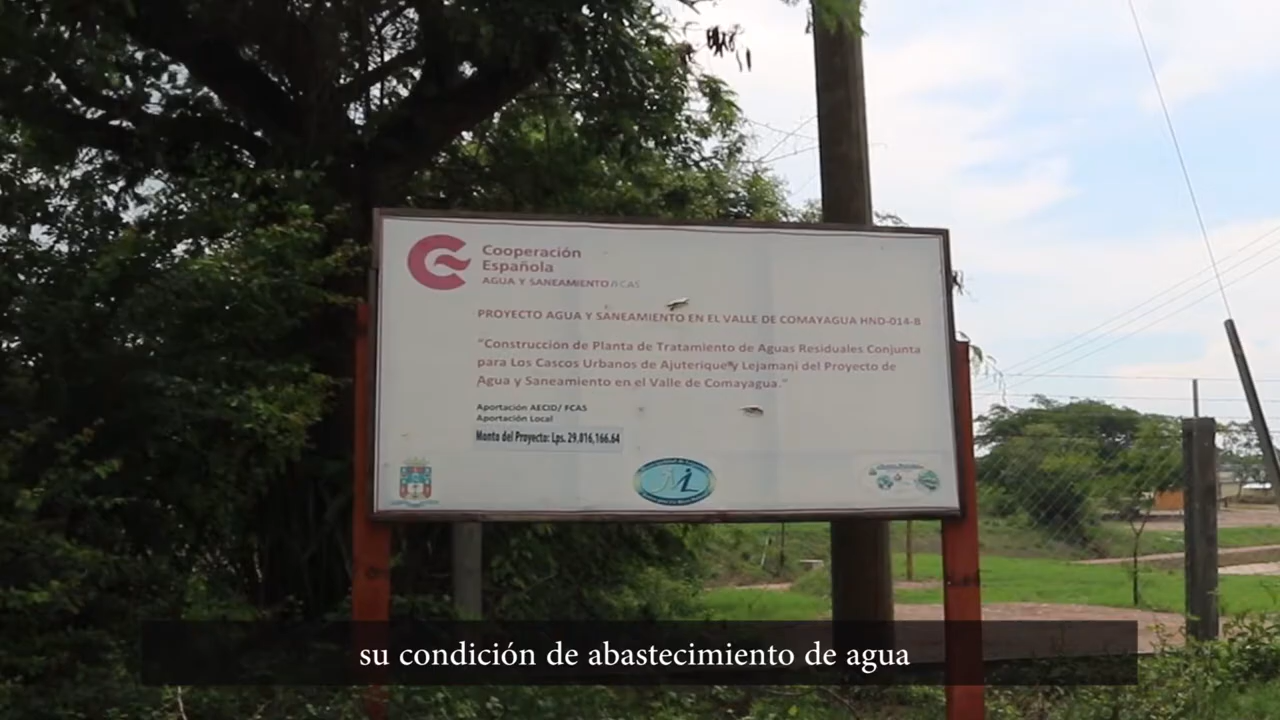 Cooperación
Española
AGUA Y SANEAMIENTO/FCAS
PROYECTO AGUA Y SANEAMIENTO EN EL VALLE DE COMAYAGUA HND-014-B
"Construcción de Planta de Tratamiento de Aguas Residuales Conjunta
para Los Cascos Urbanos de Ajuterique y Lejamaní del Proyecto de
Agua y Saneamiento en el Valle de Comayagua."
Aportación AECID/ FCAS
Aportación Local
Monto del Proyecto: Lps. 29,016,166.64
su condición de abastecimiento de agua